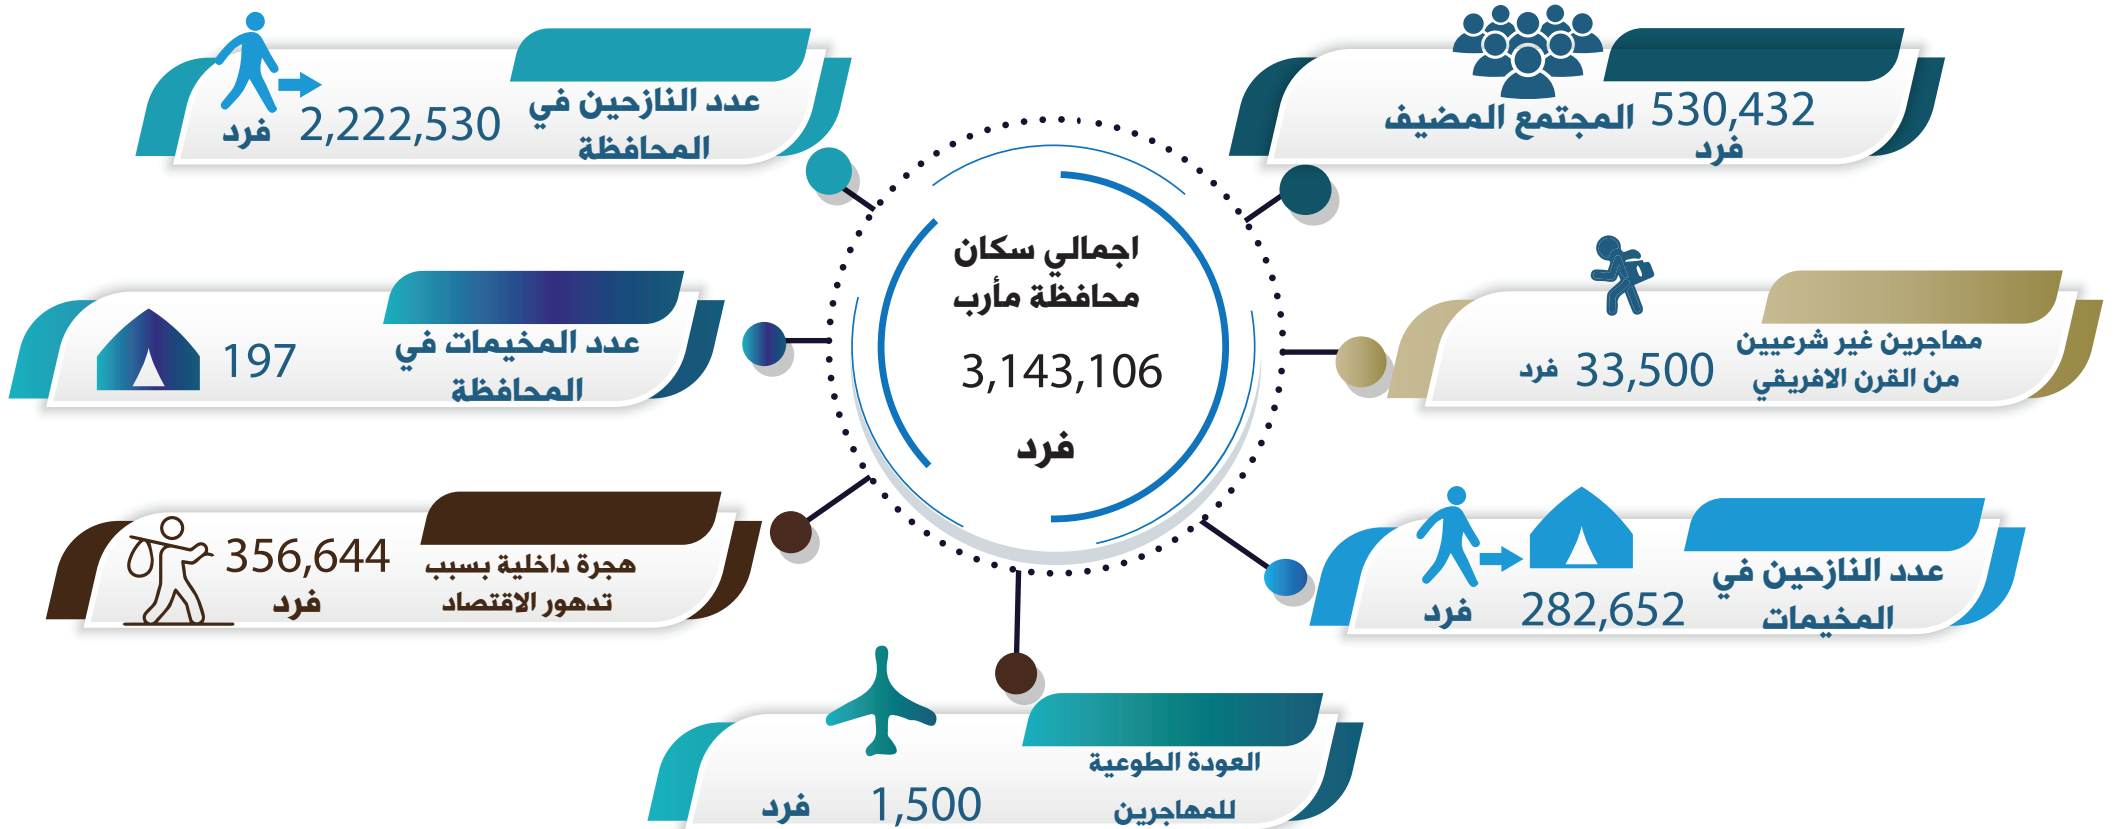 اجمالي سكان
محافظة مأرب
3,143,106
فرد
المجتمع المضيف 530,432
فرد
مهاجرين غير شرعيين
من القرن الافريقي
33,500 فرد
عدد النازحين في
المخيمات
282,652 فرد
العودة الطوعية
للمهاجرين
1,500 فرد
هجرة داخلية بسبب
تدهور الاقتصاد
356,644
فرد
عدد المخيمات في
المحافظة
197
عدد النازحين في
المحافظة
2,222,530 فرد